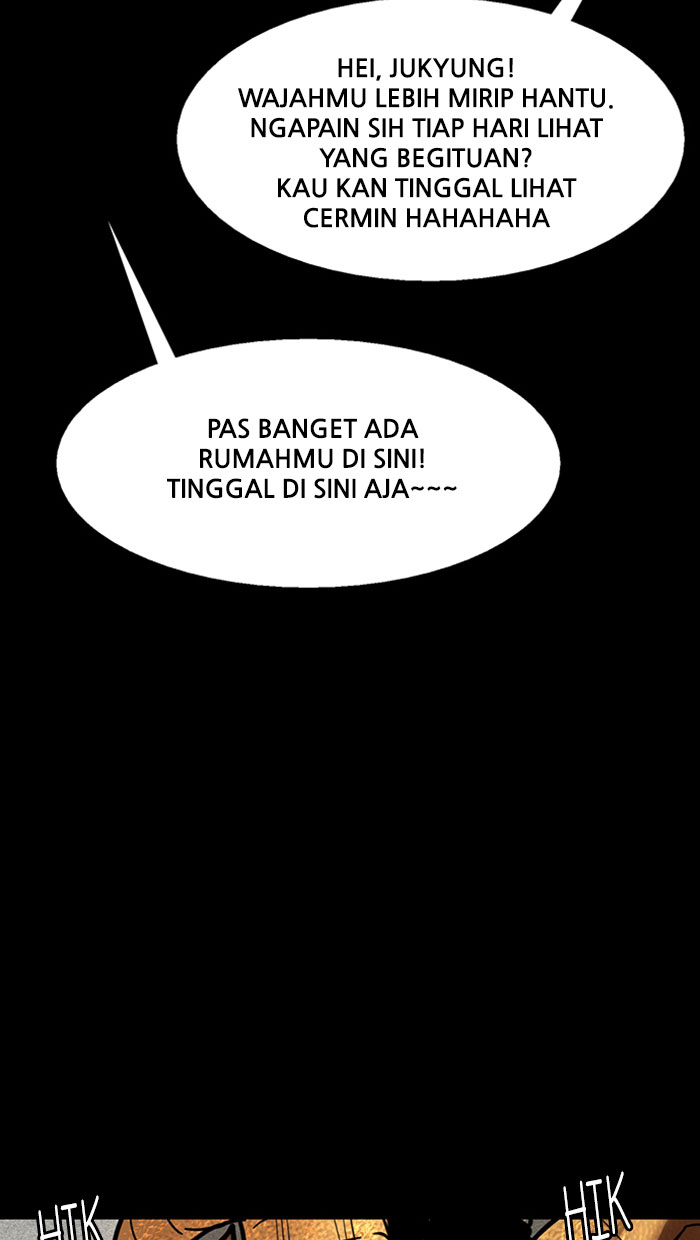 HEI, JUKYUNG!
WAJAHMU LEBIH MIRIP HANTU.
NGAPAIN SIH TIAP HARI LIHAT
YANG BEGITUAN?
KAU KAN TINGGAL LIHAT
CERMIN HAHAHAHA
PAS BANGET ADA
RUMAHMU DI SINI!
TINGGAL DI SINI AJA~~~
HIK
HIK